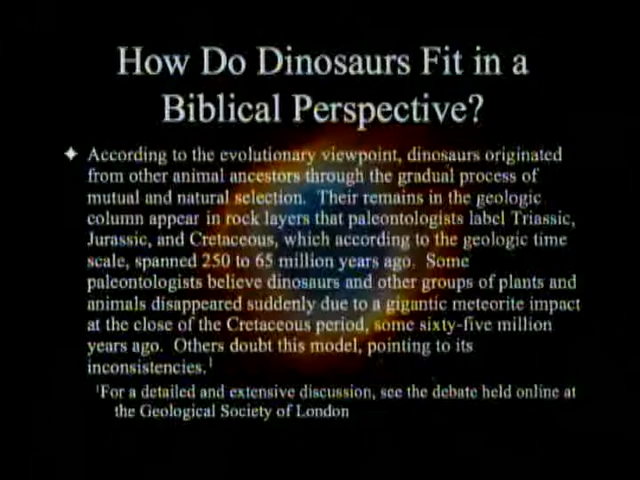 How Do Dinosaurs Fit in a
Biblical Perspective?
According to the evolutionary viewpoint, dinosaurs originated
from other animal ancestors through the gradual process of
mutual and natural selection. Their remains in the geologic
column appear in rock layers that paleontologists label Triassic,
Jurassic, and Cretaceous, which according to the geologic time
scale, spanned 250 to 65 million years ago. Some
paleontologists believe dinosaurs and other groups of plants and
animals disappeared suddenly due to a gigantic meteorite impact
at the close of the Cretaceous period, some sixty-five million
years ago. Others doubt this model, pointing to its
inconsistencies.¹
¹For a detailed and extensive discussion, see the debate held online at
the Geological Society of London